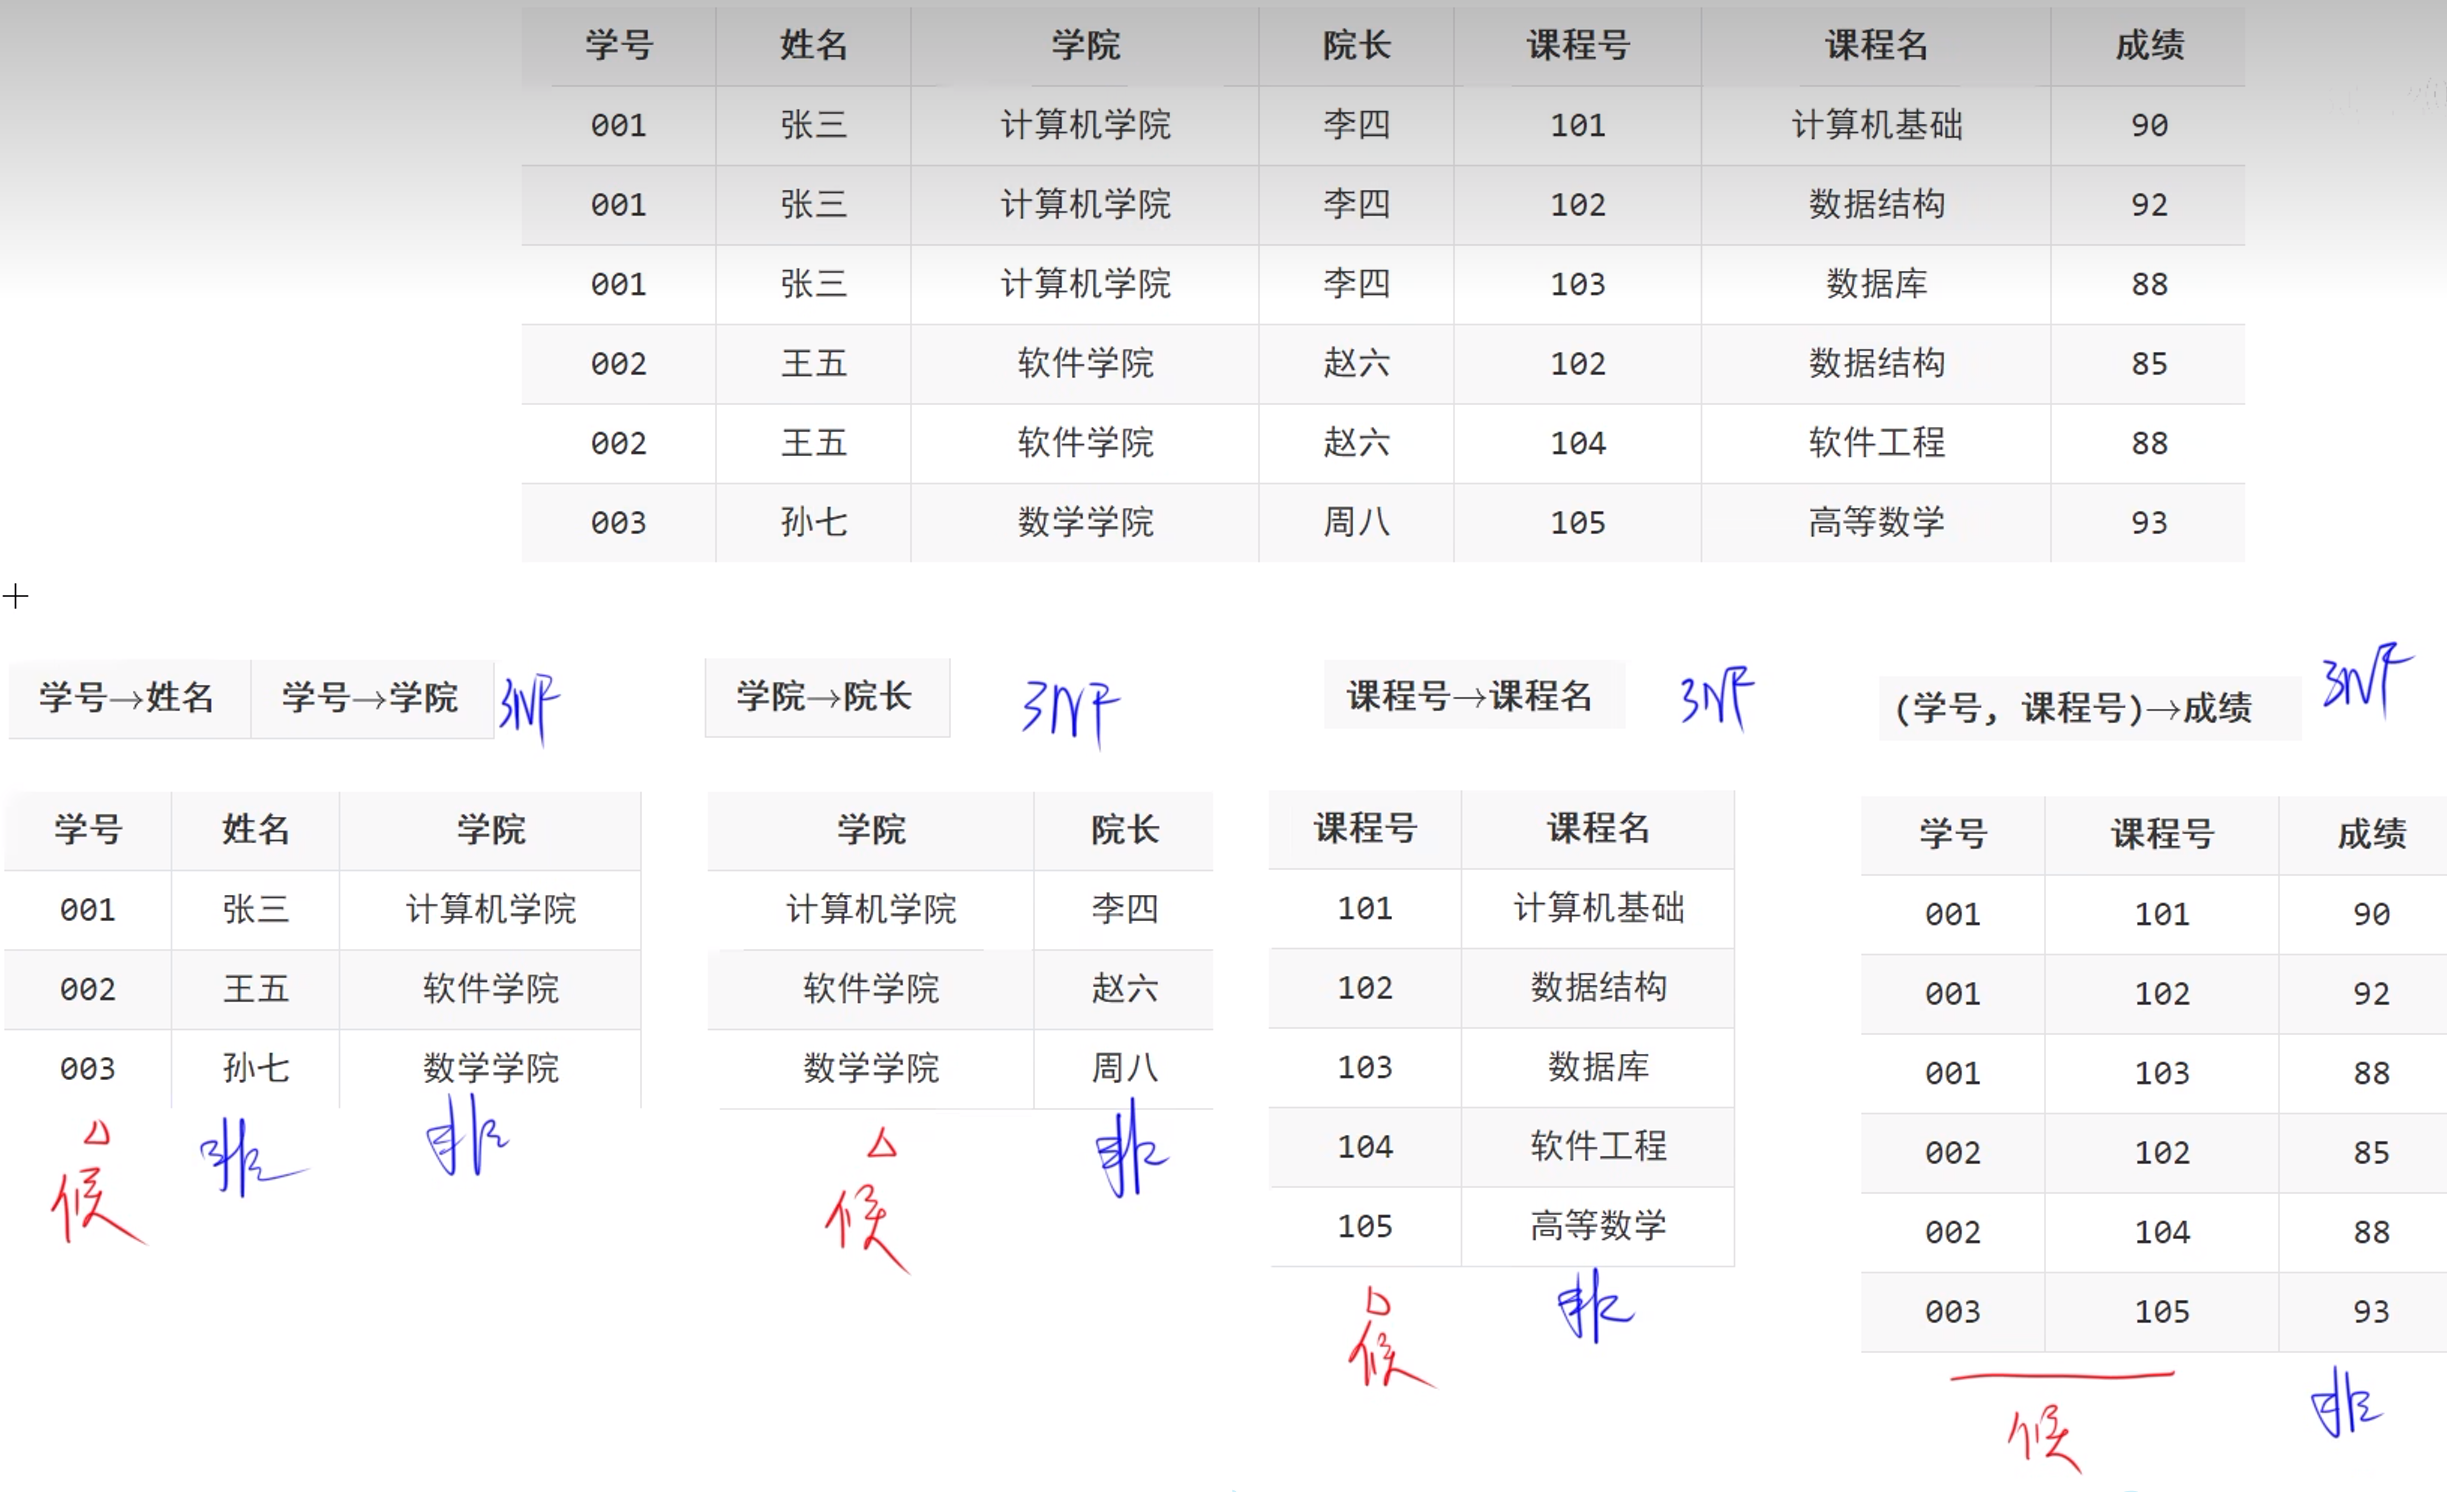 学号 姓名 学院 院长 课程号 课程名 成绩
001 张三 计算机学院 李四 101 计算机基础 90
001 张三 计算机学院 李四 102 数据结构 92
001 张三 计算机学院 李四 103 数据库 88
002 王五 软件学院 赵六 102 数据结构 85
002 王五 软件学院 赵六 104 软件工程 88
003 孙七 数学学院 周八 105 高等数学 93
学号→姓名 学号→学院 3NF
学号 姓名 学院
001 张三 计算机学院
002 王五 软件学院
003 孙七 数学学院
候 非 非
学院→院长 3NF
学院 院长
计算机学院 李四
软件学院 赵六
数学学院 周八
候 非
课程号→课程名 3NF
课程号 课程名
101 计算机基础
102 数据结构
103 数据库
104 软件工程
105 高等数学
候 非
(学号, 课程号)→成绩 3NF
学号 课程号 成绩
001 101 90
001 102 92
001 103 88
002 102 85
002 104 88
003 105 93
候 非